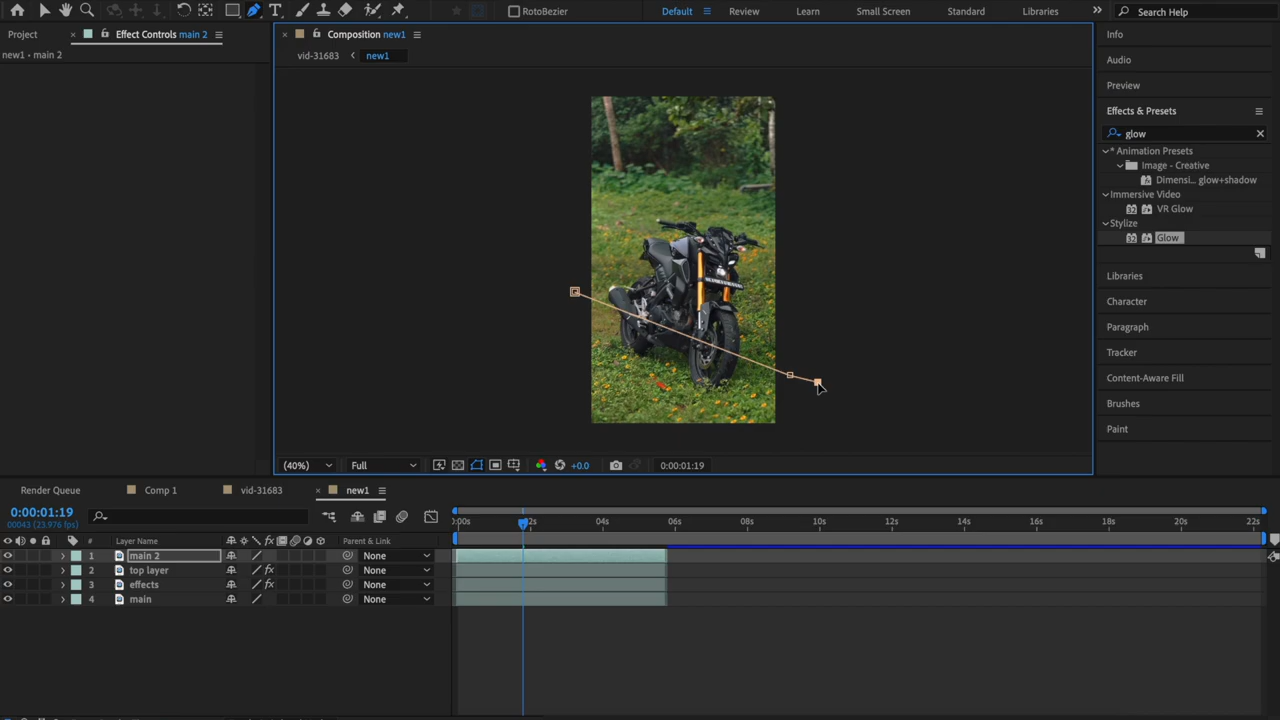 RotoBezier
Default
Review
Learn
Small Screen
Standard
Libraries
Search Help
Project
Effect Controls main 2
new1 - main 2
Composition new1
vid-31683
new1
(40%)
Full
+0.0
0:00:01:19
Info
Audio
Preview
Effects & Presets
glow
* Animation Presets
Image - Creative
Dimensi... glow+shadow
Immersive Video
VR Glow
Stylize
Glow
Libraries
Character
Paragraph
Tracker
Content-Aware Fill
Brushes
Paint
Render Queue
Comp 1
vid-31683
new1
0:00:01:19
00043 (23.976 fps)
# Layer Name
Parent & Link
1 main 2 None
2 top layer fx None
3 effects fx None
4 main None
:00s 02s 04s 06s 08s 10s 12s 14s 16s 18s 20s 22s